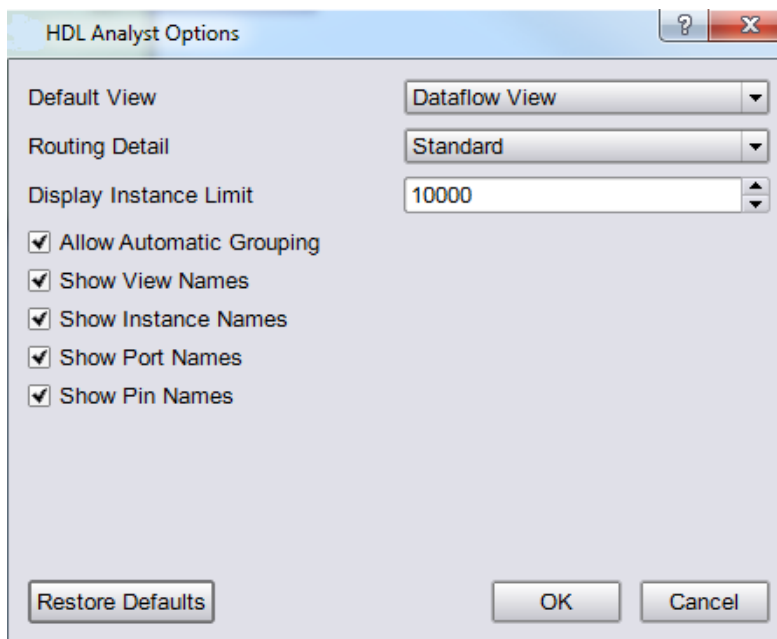 HDL Analyst Options
?
Default View Dataflow View
Routing Detail Standard
Display Instance Limit 10000
Allow Automatic Grouping
Show View Names
Show Instance Names
Show Port Names
Show Pin Names
Restore Defaults OK Cancel